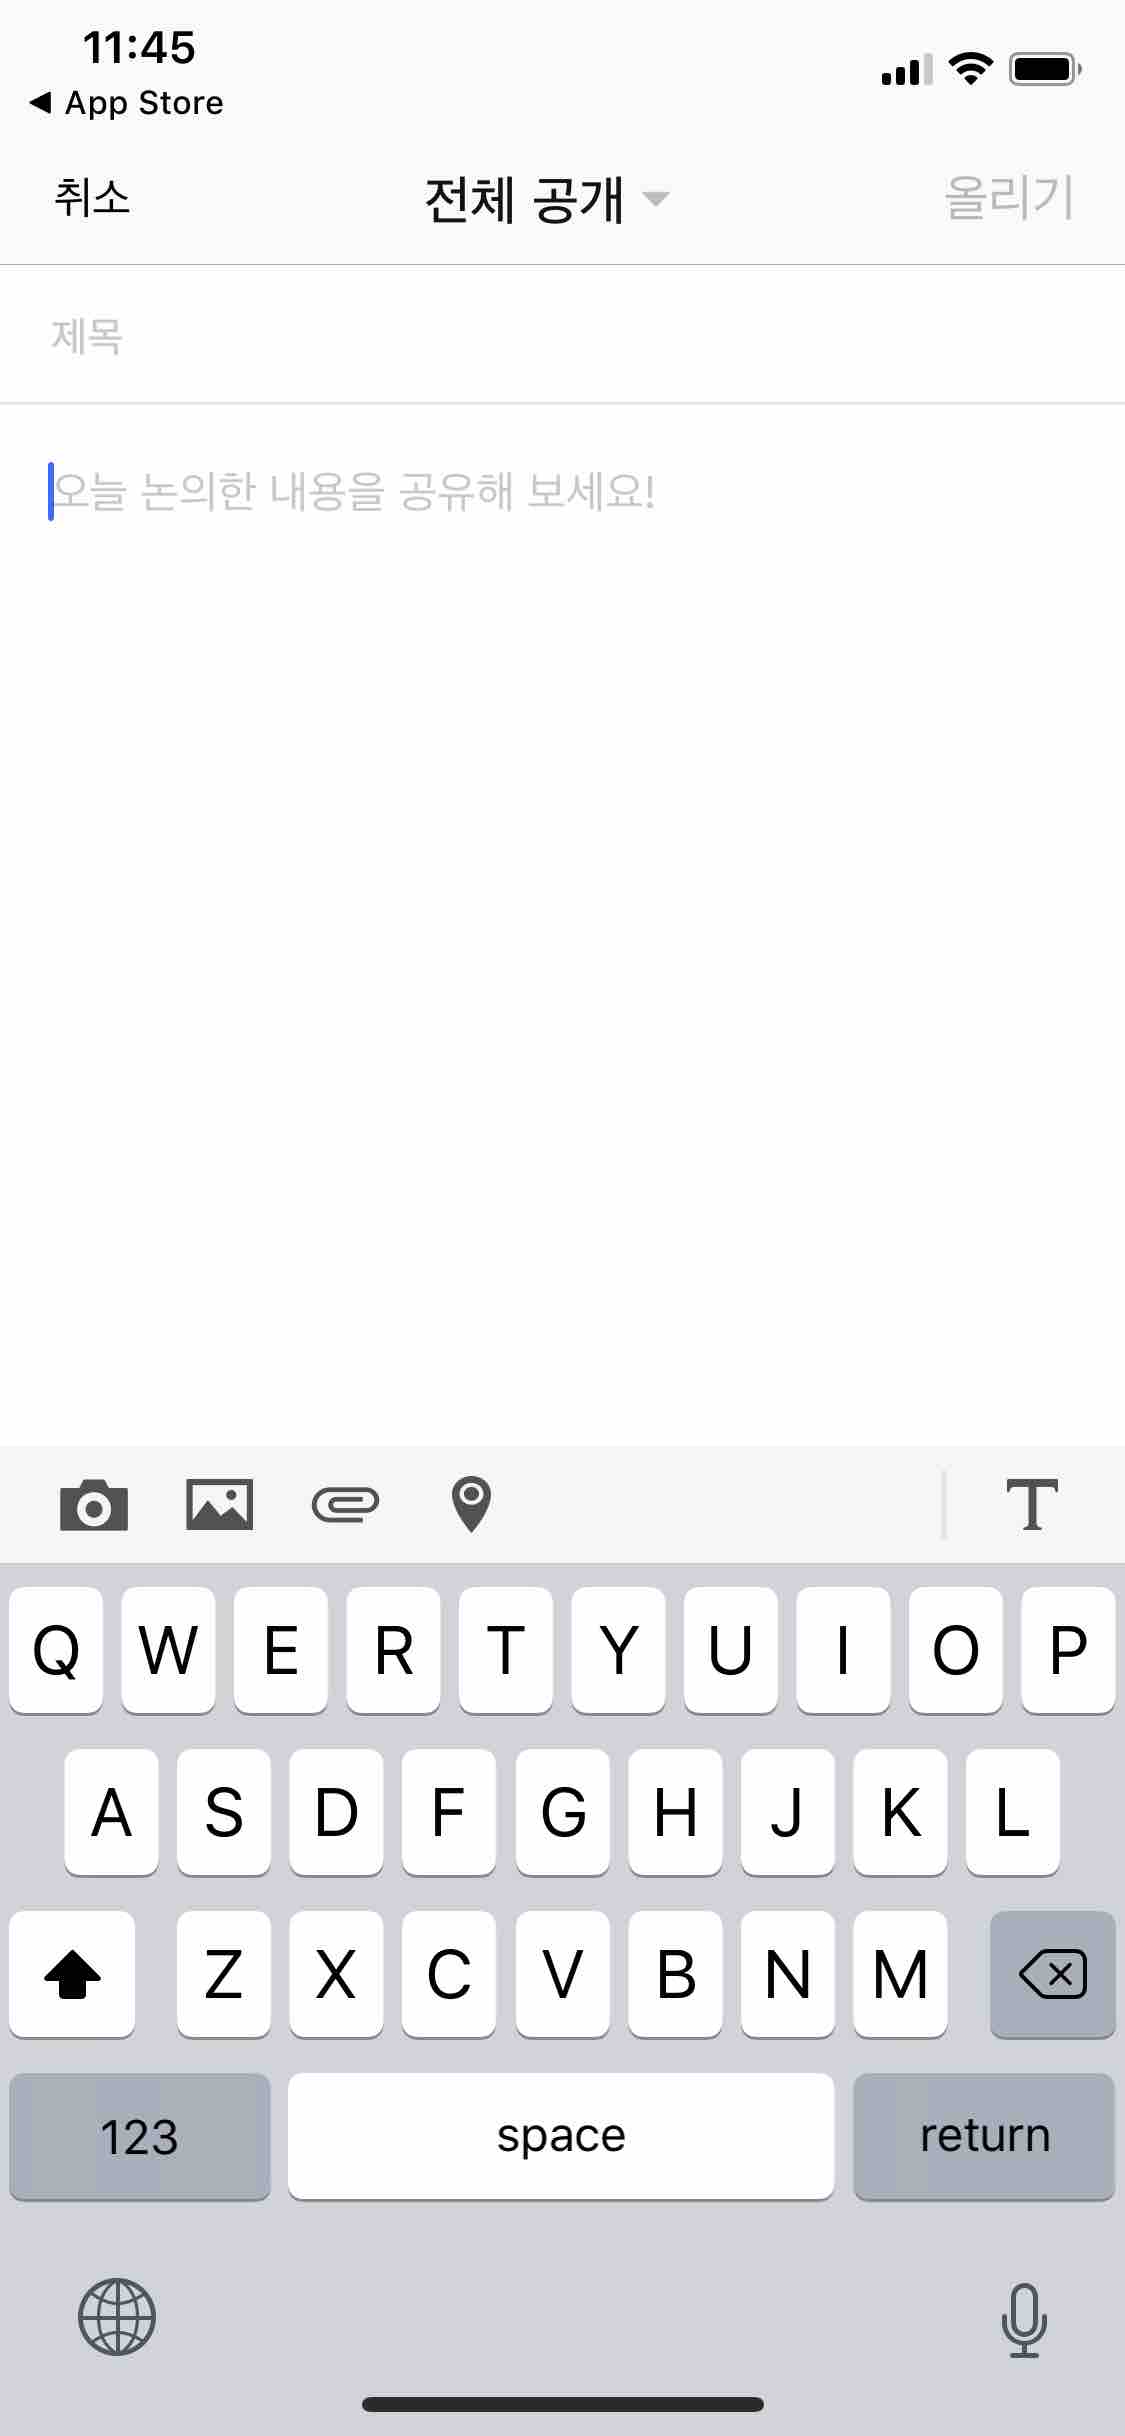 11:45
◀ App Store
취소 전체 공개 올리기
제목
오늘 논의한 내용을 공유해 보세요!
T
Q W E R T Y U I O P
A S D F G H J K L
Z X C V B N M
123 space return